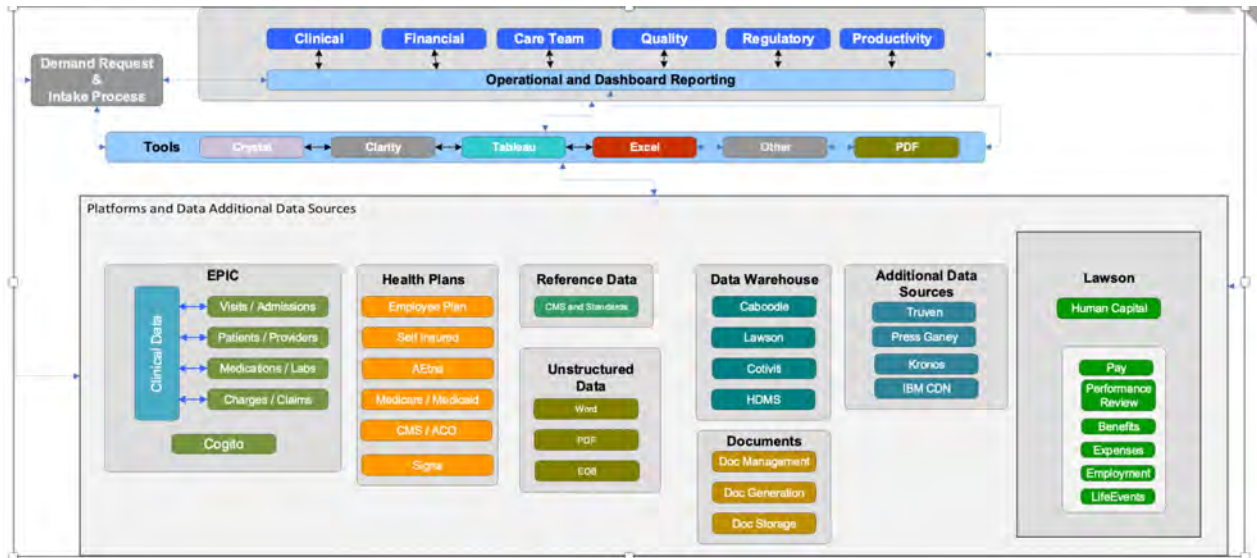 Clinical
Financial
Care Team
Quality
Regulatory
Productivity
Demand Request
&
Intake Process
Operational and Dashboard Reporting
Tools
Crystal
Clarity
Tableau
Excel
Other
PDF
Platforms and Data Additional Data Sources
EPIC
Clinical Data
Visits / Admissions
Patients / Providers
Medications / Labs
Charges / Claims
Cogito
Health Plans
Employee Plan
Self Insured
AEtna
Medicare / Medicaid
CMS / ACO
Signa
Reference Data
CMS and Standards
Unstructured
Data
Word
PDF
EOB
Data Warehouse
Caboodle
Lawson
Cotiviti
HDMS
Documents
Doc Management
Doc Generation
Doc Storage
Additional Data
Sources
Truven
Press Ganey
Kronos
IBM CDN
Lawson
Human Capital
Pay
Performance
Review
Benefits
Expenses
Employment
LifeEvents